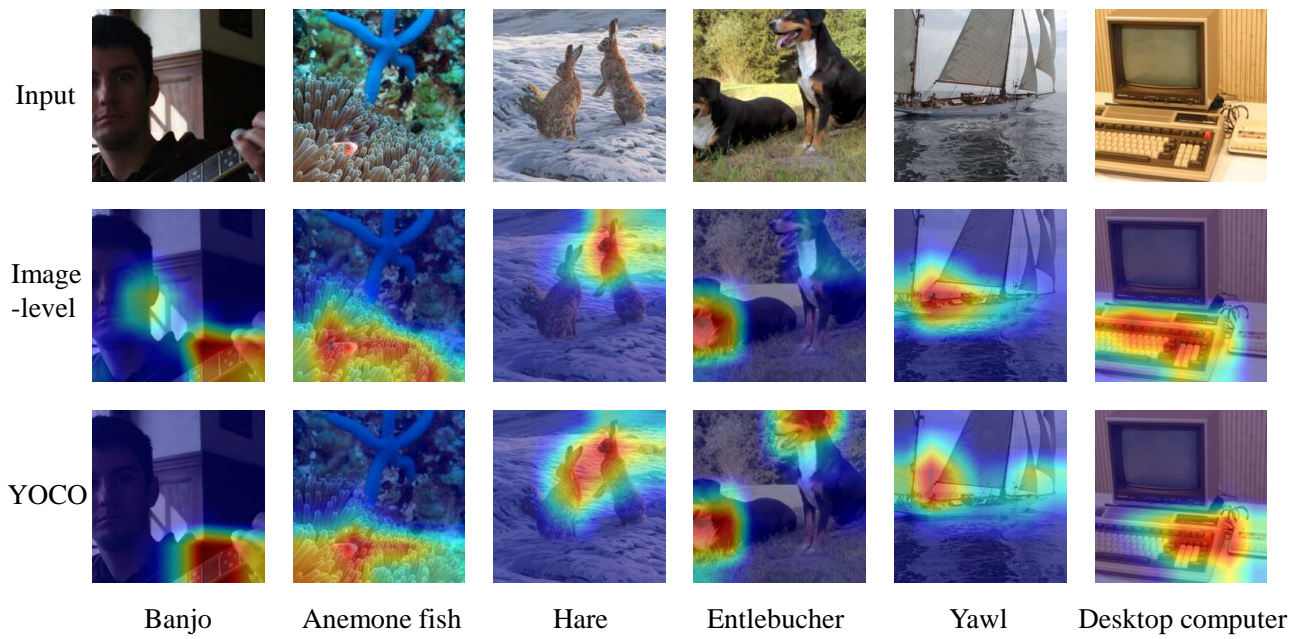 Input
Image
-level
YOCO
Banjo
Anemone fish
Hare
Entlebucher
Yawl
Desktop computer